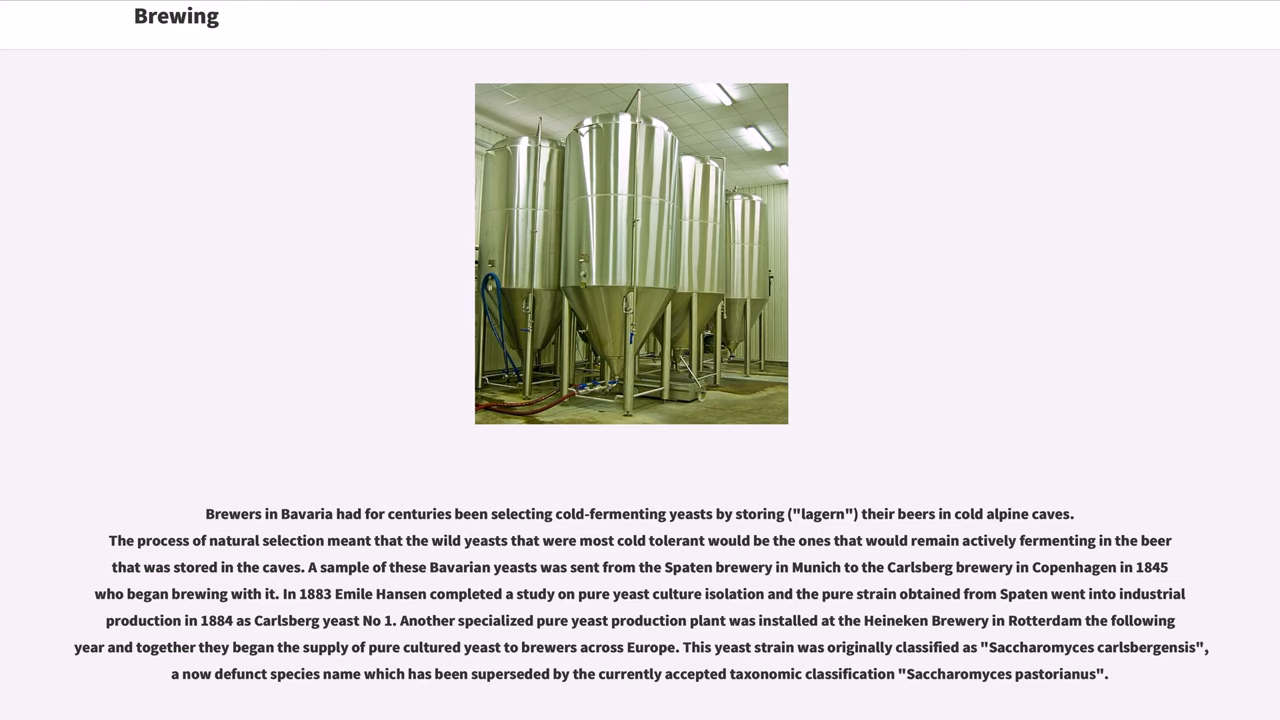 Brewing
Brewers in Bavaria had for centuries been selecting cold-fermenting yeasts by storing ("lagern") their beers in cold alpine caves.
The process of natural selection meant that the wild yeasts that were most cold tolerant would be the ones that would remain actively fermenting in the beer
that was stored in the caves. A sample of these Bavarian yeasts was sent from the Spaten brewery in Munich to the Carlsberg brewery in Copenhagen in 1845
who began brewing with it. In 1883 Emile Hansen completed a study on pure yeast culture isolation and the pure strain obtained from Spaten went into industrial
production in 1884 as Carlsberg yeast No 1. Another specialized pure yeast production plant was installed at the Heineken Brewery in Rotterdam the following
year and together they began the supply of pure cultured yeast to brewers across Europe. This yeast strain was originally classified as "Saccharomyces carlsbergensis",
a now defunct species name which has been superseded by the currently accepted taxonomic classification "Saccharomyces pastorianus".